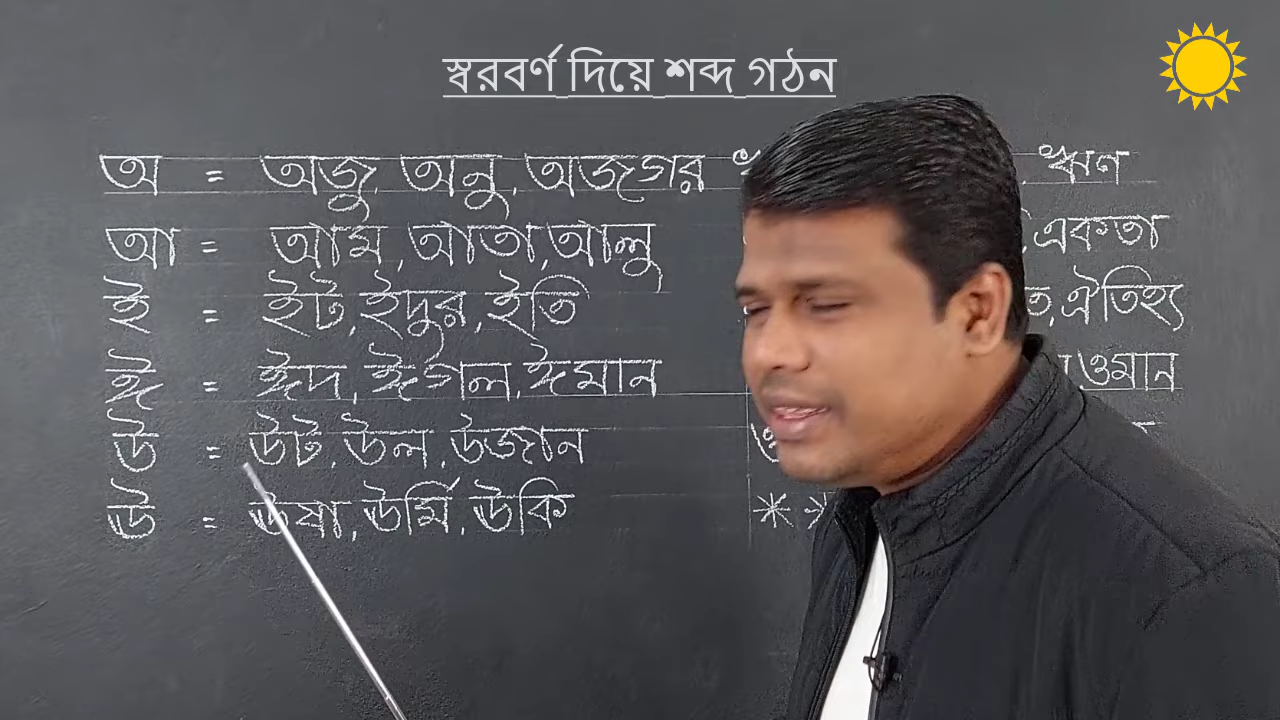 স্বরবর্ণ দিয়ে শব্দ গঠন
অ = অজু, অনু, অজগর
ঋণ
আ = আম, আতা, আলু
, একতা
ই = ইট, ইদুর, ইতি
, ঐতিহ্য
ঈ = ঈদ, ঈগল, ঈমান
, ওমান
উ = উট, উল, উজান
ঊ = ঊষা, ঊর্মি, ঊকি